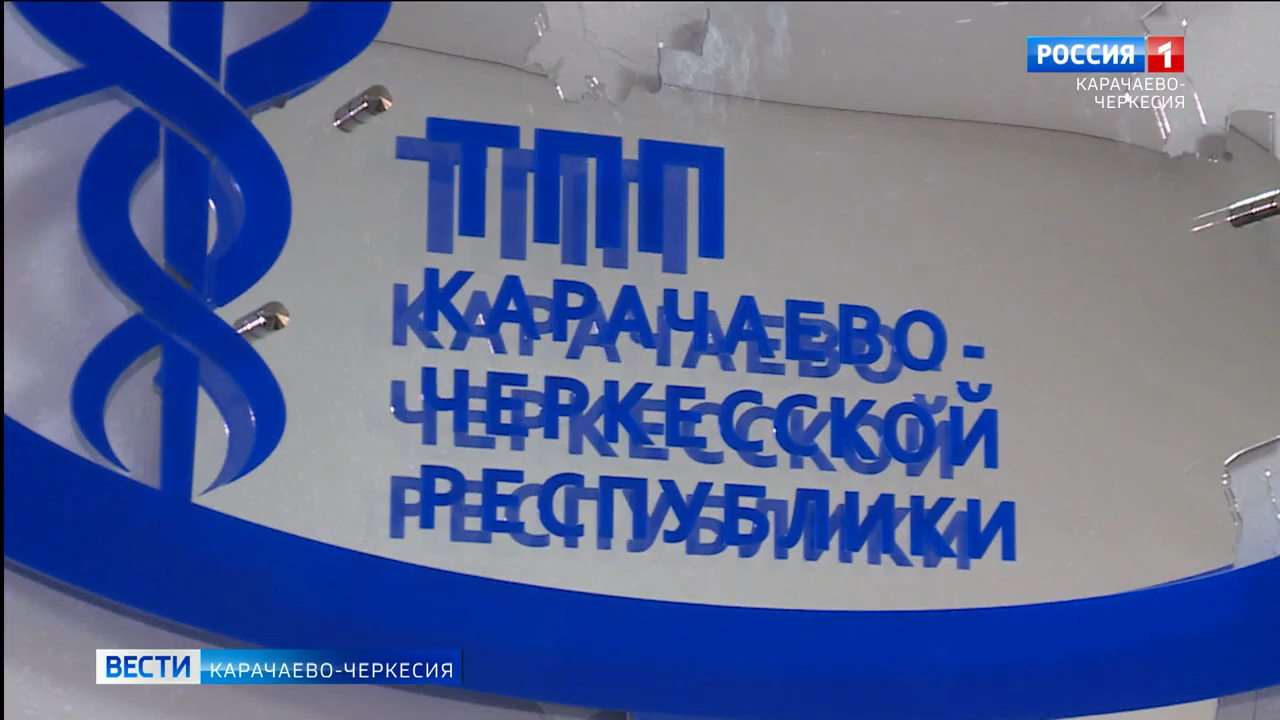 РОССИЯ 1
КАРАЧАЕВО-
ЧЕРКЕСИЯ
ТПП
КАРАЧАЕВО-
ЧЕРКЕССКОЙ
РЕСПУБЛИКИ
ВЕСТИ КАРАЧАЕВО-ЧЕРКЕСИЯ